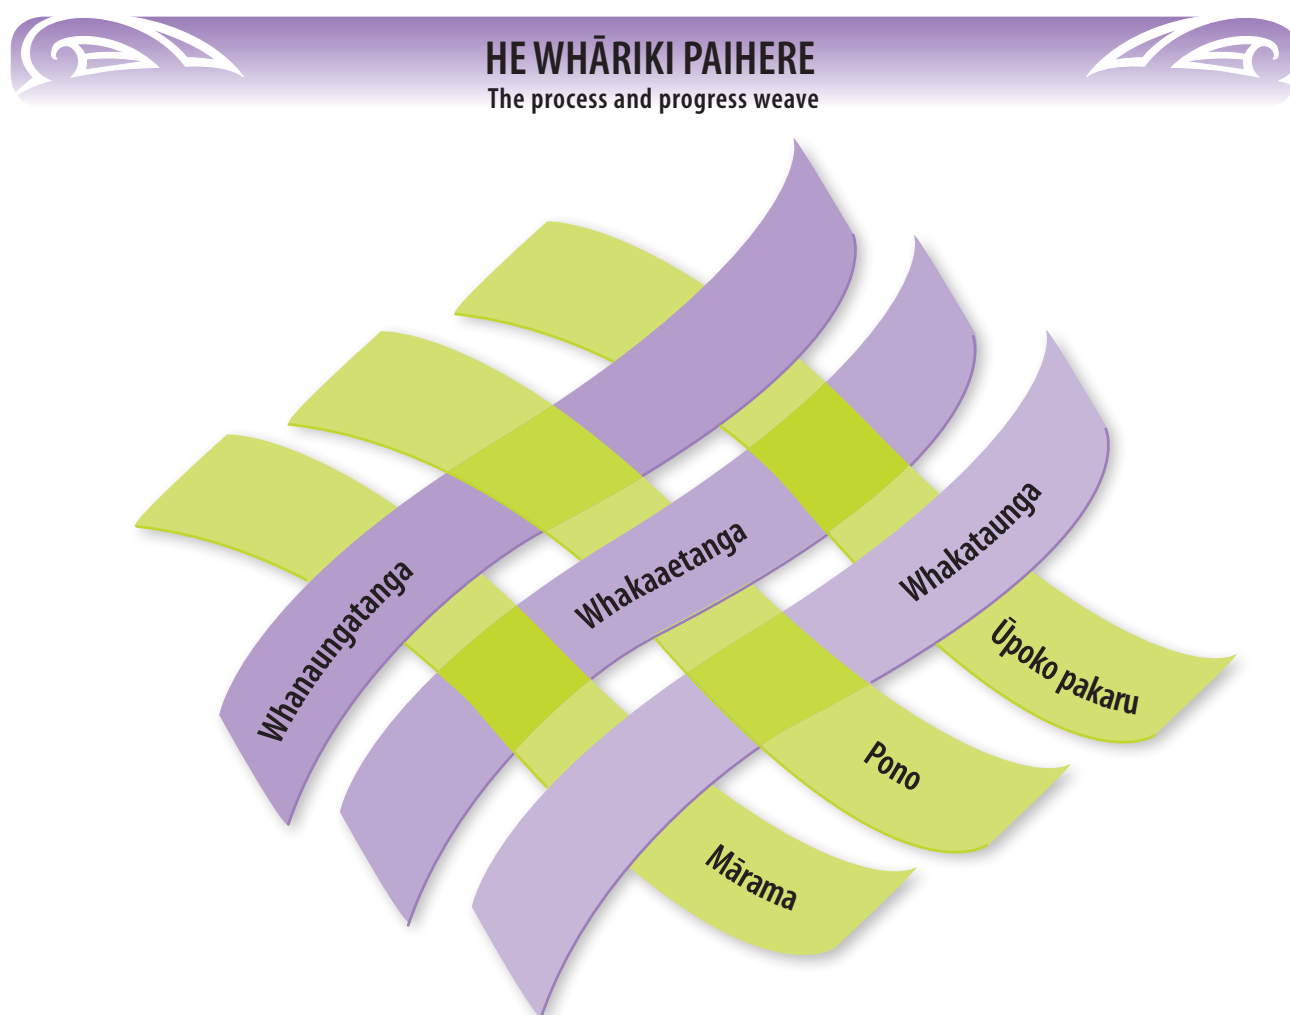 HE WHĀRIKI PAIHERE
The process and progress weave
Whanaungatanga
Whakaaetanga
Whakataunga
Ūpoko pakaru
Pono
Mārama